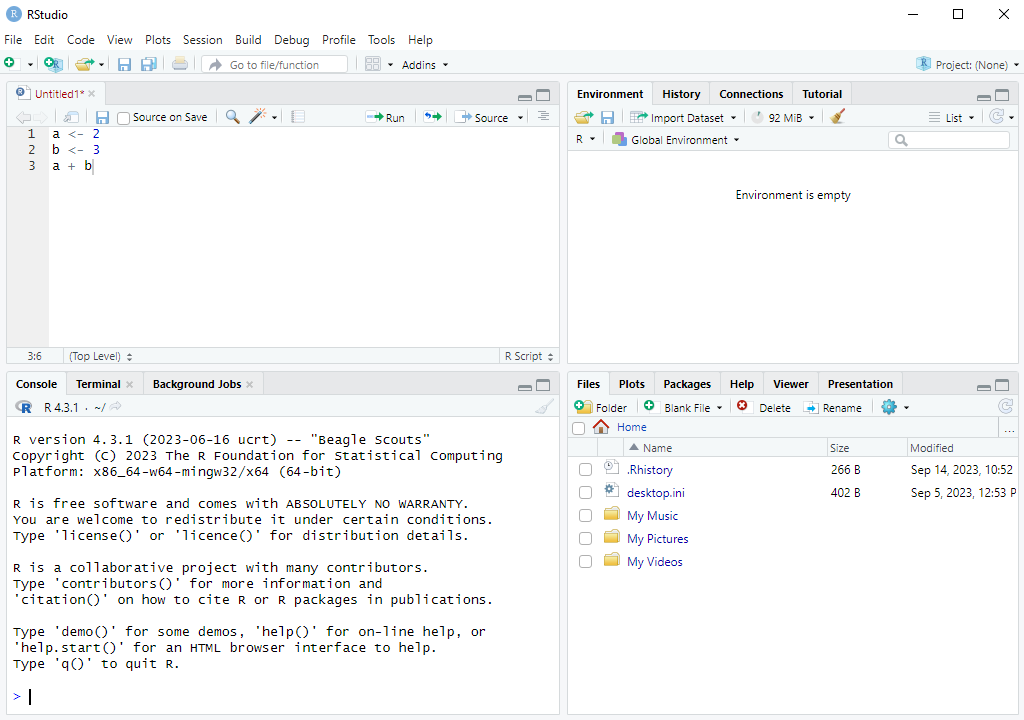 RStudio
File Edit Code View Plots Session Build Debug Profile Tools Help
Go to file/function Addins Project: (None)
Untitled1*
Source on Save Run Source
1 a <- 2
2 b <- 3
3 a + b
3:6 (Top Level) R Script
Environment History Connections Tutorial
Import Dataset 92 MiB List
R Global Environment
Environment is empty
Console Terminal Background Jobs
R 4.3.1 · ~/
R version 4.3.1 (2023-06-16 ucrt) -- "Beagle Scouts"
Copyright (C) 2023 The R Foundation for Statistical Computing
Platform: x86_64-w64-mingw32/x64 (64-bit)
R is free software and comes with ABSOLUTELY NO WARRANTY.
You are welcome to redistribute it under certain conditions.
Type 'license()' or 'licence()' for distribution details.
R is a collaborative project with many contributors.
Type 'contributors()' for more information and
'citation()' on how to cite R or R packages in publications.
Type 'demo()' for some demos, 'help()' for on-line help, or
'help.start()' for an HTML browser interface to help.
Type 'q()' to quit R.
>
Files Plots Packages Help Viewer Presentation
Folder Blank File Delete Rename
Home ...
Name Size Modified
.Rhistory 266 B Sep 14, 2023, 10:52
desktop.ini 402 B Sep 5, 2023, 12:53 P
My Music
My Pictures
My Videos